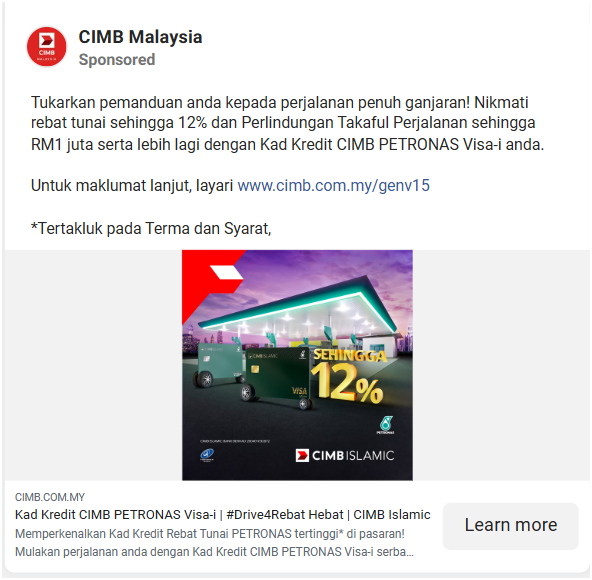 CIMB Malaysia
CIMB
MALAYSIA
Sponsored
Tukarkan pemanduan anda kepada perjalanan penuh ganjaran! Nikmati
rebat tunai sehingga 12% dan Perlindungan Takaful Perjalanan sehingga
RM1 juta serta lebih lagi dengan Kad Kredit CIMB PETRONAS Visa-i anda.
Untuk maklumat lanjut, layari www.cimb.com.my/genv15
*Tertakluk pada Terma dan Syarat,
CIMB ISLAMIC
CIMB ISLAMIC
VISA
SEHINGGA
12%
PETRONAS
CIMB ISLAMIC
CIMB.COM.MY
Kad Kredit CIMB PETRONAS Visa-i | #Drive4Rebat Hebat | CIMB Islamic
Memperkenalkan Kad Kredit Rebat Tunai PETRONAS tertinggi* di pasaran!
Mulakan perjalanan anda dengan Kad Kredit CIMB PETRONAS Visa-i serba...
Learn more